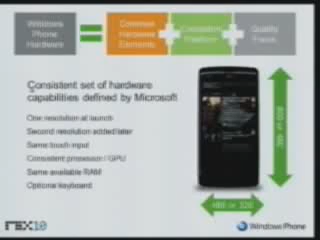 Windows
Phone
Hardware
Common
Hardware
Elements
Consistent
Platform
Quality
Focus
Consistent set of hardware
capabilities defined by Microsoft
One resolution at launch
Second resolution added later
Same touch input
Consistent processor / GPU
Same available RAM
Optional keyboard
800 or 480
480 or 320
MIX10
Windows Phone